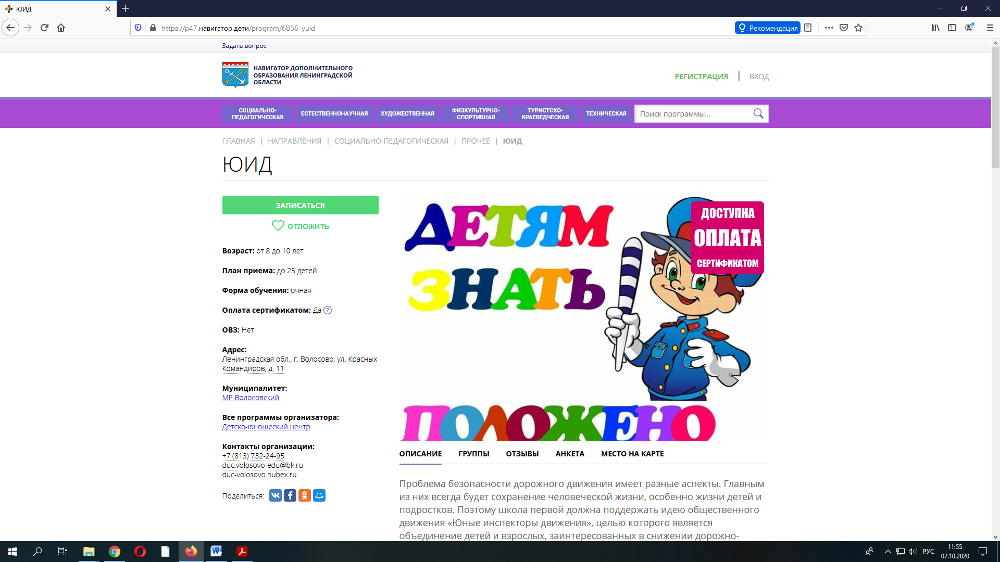 ЮИД
https://р47.навигатор.дети/program/6856-yuid
Рекомендация
Задать вопрос
НАВИГАТОР ДОПОЛНИТЕЛЬНОГО
ОБРАЗОВАНИЯ ЛЕНИНГРАДСКОЙ
ОБЛАСТИ
РЕГИСТРАЦИЯ | ВХОД
СОЦИАЛЬНО-
ПЕДАГОГИЧЕСКАЯ
ЕСТЕСТВЕННОНАУЧНАЯ
ХУДОЖЕСТВЕННАЯ
ФИЗКУЛЬТУРНО-
СПОРТИВНАЯ
ТУРИСТСКО-
КРАЕВЕДЧЕСКАЯ
ТЕХНИЧЕСКАЯ
Поиск программы...
ГЛАВНАЯ | НАПРАВЛЕНИЯ | СОЦИАЛЬНО-ПЕДАГОГИЧЕСКАЯ | ПРОЧЕЕ | ЮИД
ЮИД
ЗАПИСАТЬСЯ
ОТЛОЖИТЬ
Возраст: от 8 до 10 лет
План приема: до 25 детей
Форма обучения: очная
Оплата сертификатом: Да ?
ОВЗ: Нет
Адрес:
Ленинградская обл., г. Волосово, ул. Красных
Командиров, д. 11
Муниципалитет:
МР Волосовский
Все программы организатора:
Детско-юношеский центр
Контакты организации:
+7 (813) 732-24-95
duc.volosovo-edu@bk.ru
duc-volosovo.nubex.ru
Поделиться:
ДЕТЯМ
ЗНАТЬ
ПОЛОЖЕНО
ДОСТУПНА
ОПЛАТА
СЕРТИФИКАТОМ
ОПИСАНИЕ ГРУППЫ ОТЗЫВЫ АНКЕТА МЕСТО НА КАРТЕ
Проблема безопасности дорожного движения имеет разные аспекты. Главным
из них всегда будет сохранение человеческой жизни, особенно жизни детей и
подростков. Поэтому школа первой должна поддержать идею общественного
движения «Юные инспекторы движения», целью которого является
объединение детей и взрослых, заинтересованных в снижении дорожно-
РУС
11:55
07.10.2020